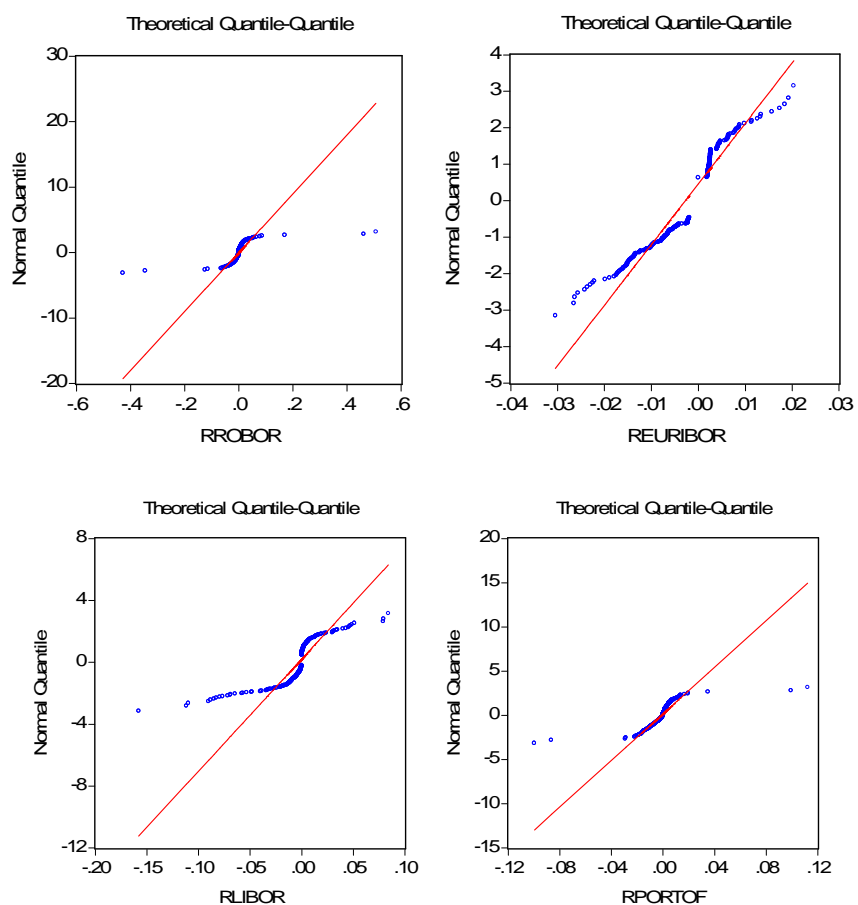 Theoretical Quantile-Quantile
Theoretical Quantile-Quantile
30
20
10
0
-10
-20
Normal Quantile
-.6 -.4 -.2 .0 .2 .4 .6
RROBOR
4
3
2
1
0
-1
-2
-3
-4
-5
Normal Quantile
-.04 -.03 -.02 -.01 .00 .01 .02 .03
REURIBOR
Theoretical Quantile-Quantile
Theoretical Quantile-Quantile
8
4
0
-4
-8
-12
Normal Quantile
-.20 -.15 -.10 -.05 .00 .05 .10
RLIBOR
20
15
10
5
0
-5
-10
-15
Normal Quantile
-.12 -.08 -.04 .00 .04 .08 .12
RPORTOF